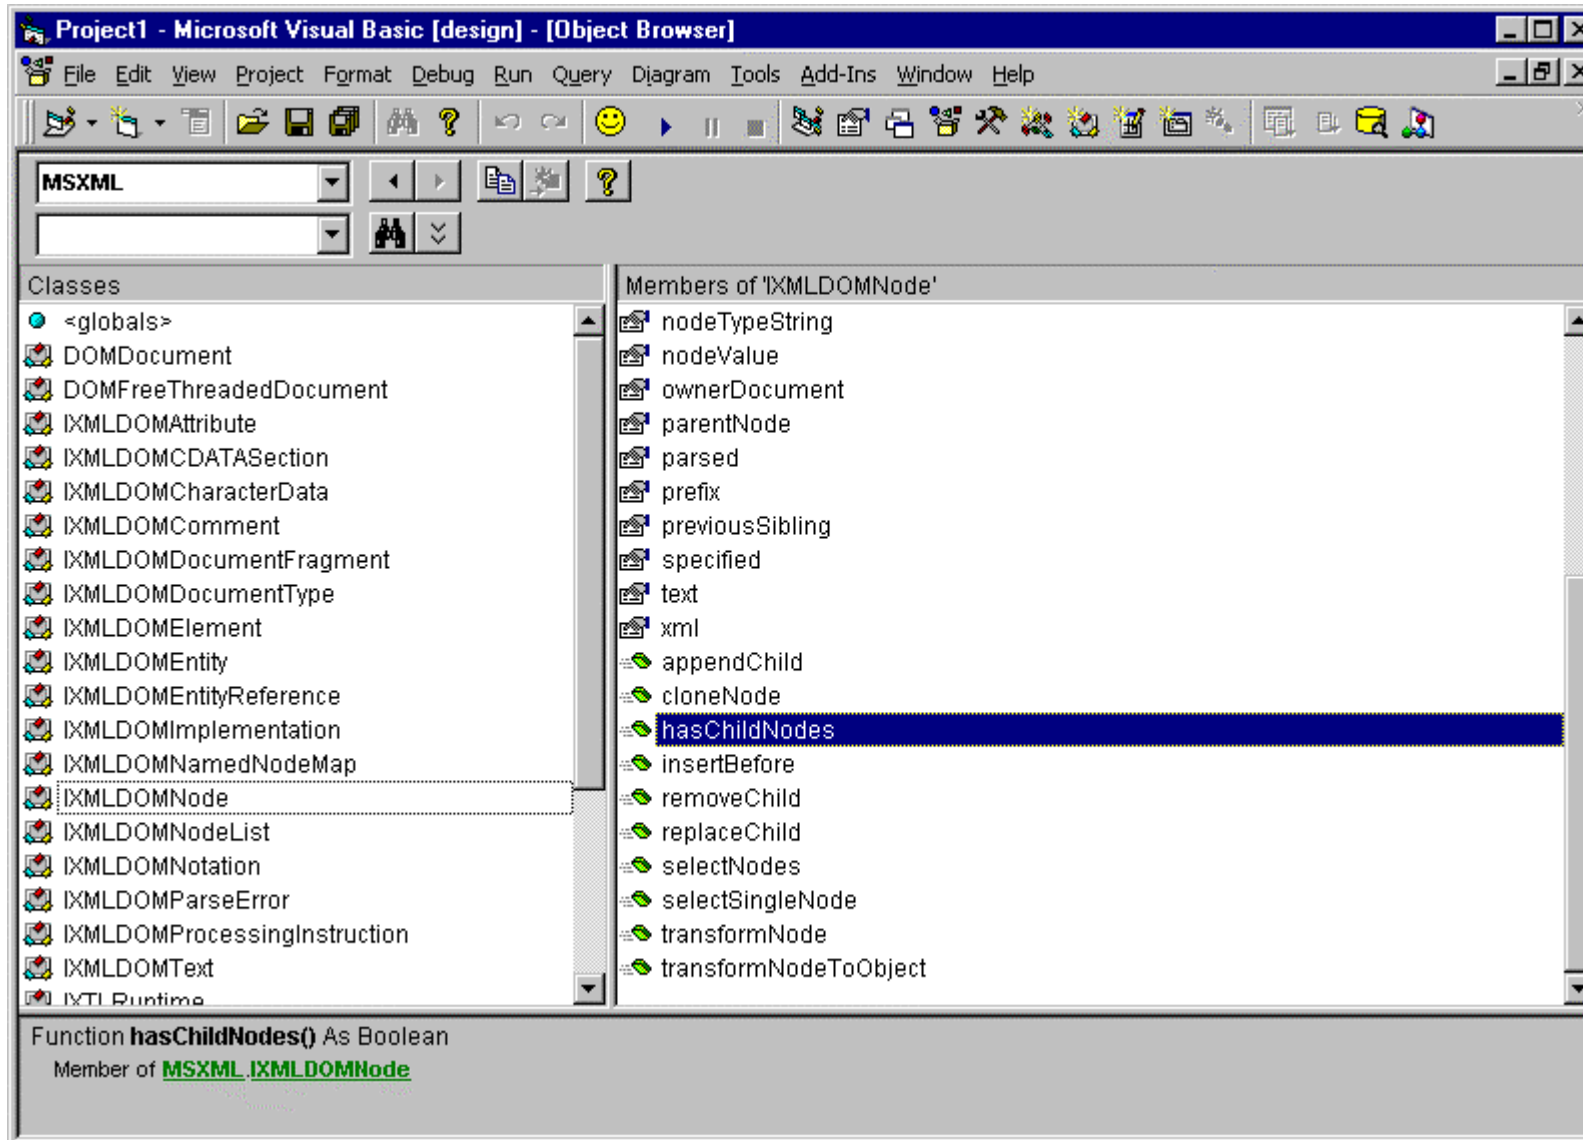 Project1 - Microsoft Visual Basic [design] - [Object Browser]
File Edit View Project Format Debug Run Query Diagram Tools Add-Ins Window Help
MSXML
Classes
<globals>
DOMDocument
DOMFreeThreadedDocument
IXMLDOMAttribute
IXMLDOMCDATASection
IXMLDOMCharacterData
IXMLDOMComment
IXMLDOMDocumentFragment
IXMLDOMDocumentType
IXMLDOMElement
IXMLDOMEntity
IXMLDOMEntityReference
IXMLDOMImplementation
IXMLDOMNamedNodeMap
IXMLDOMNode
IXMLDOMNodeList
IXMLDOMNotation
IXMLDOMParseError
IXMLDOMProcessingInstruction
IXMLDOMText
IXTLRuntime
Members of 'IXMLDOMNode'
nodeTypeString
nodeValue
ownerDocument
parentNode
parsed
prefix
previousSibling
specified
text
xml
appendChild
cloneNode
hasChildNodes
insertBefore
removeChild
replaceChild
selectNodes
selectSingleNode
transformNode
transformNodeToObject
Function hasChildNodes() As Boolean
Member of MSXML.IXMLDOMNode